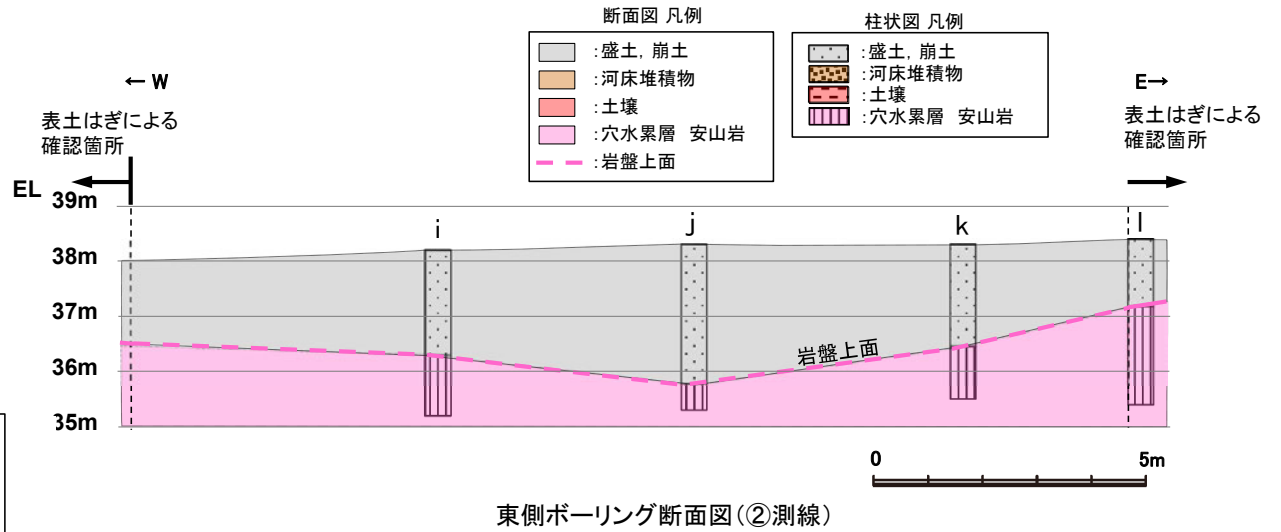 断面図 凡例
：盛土，崩土
：河床堆積物
：土壌
：穴水累層　安山岩
：岩盤上面
柱状図 凡例
：盛土，崩土
：河床堆積物
：土壌
：穴水累層　安山岩
← W
表土はぎによる
確認箇所
E→
表土はぎによる
確認箇所
EL 39m
38m
37m
36m
35m
i
j
k
l
岩盤上面
0 5m
東側ボーリング断面図（②測線）